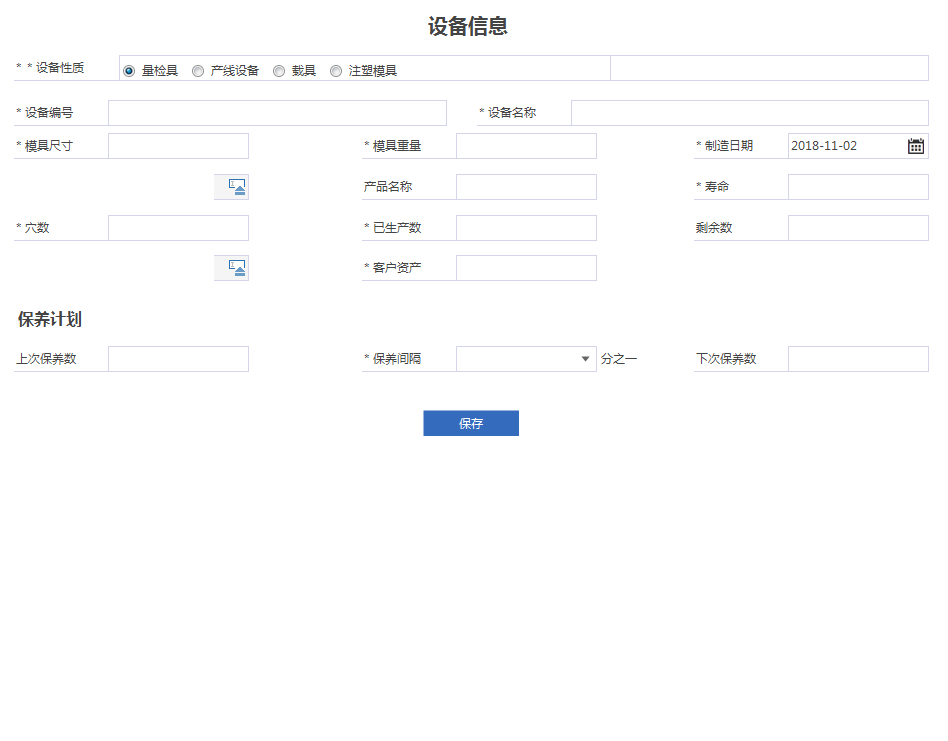 设备信息
* * 设备性质 量检具 产线设备 载具 注塑模具
* 设备编号 * 设备名称
* 模具尺寸 * 模具重量 * 制造日期 2018-11-02
产品名称 * 寿命
* 穴数 * 已生产数 剩余数
* 客户资产
保养计划
上次保养数 * 保养间隔 分之一 下次保养数
保存